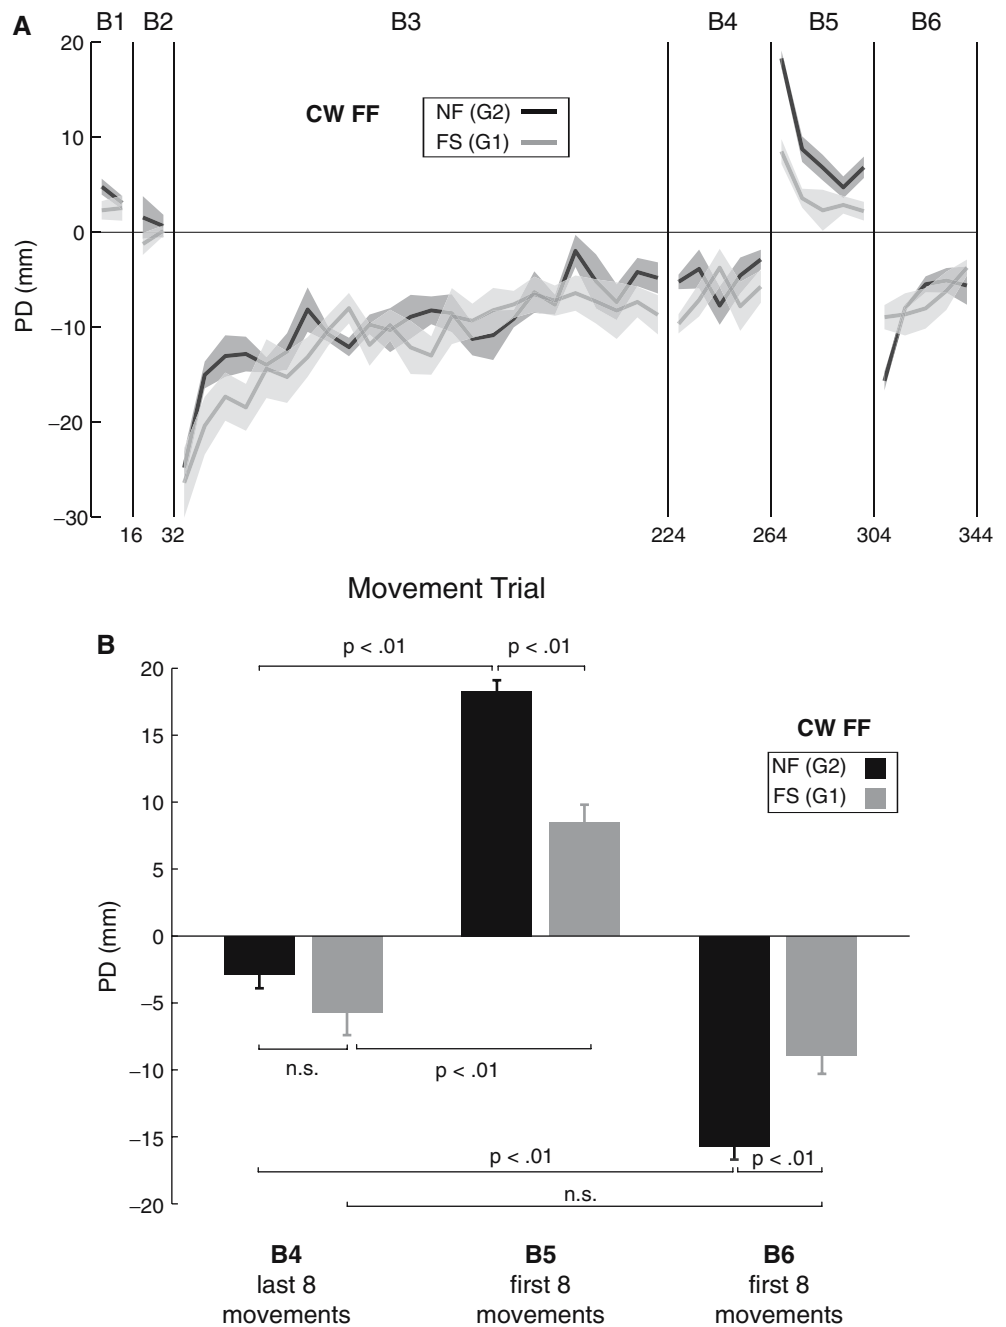 A
B1 B2 B3 B4 B5 B6
20
CW FF
NF (G2)
FS (G1)
10
0
PD (mm)
−10
−20
−30
16 32 224 264 304 344
Movement Trial
B
p < .01 p < .01
20
CW FF
NF (G2)
FS (G1)
15
10
5
0
PD (mm)
−5
n.s. p < .01
−10
−15
p < .01 p < .01
n.s.
−20
B4 B5 B6
last 8 first 8 first 8
movements movements movements